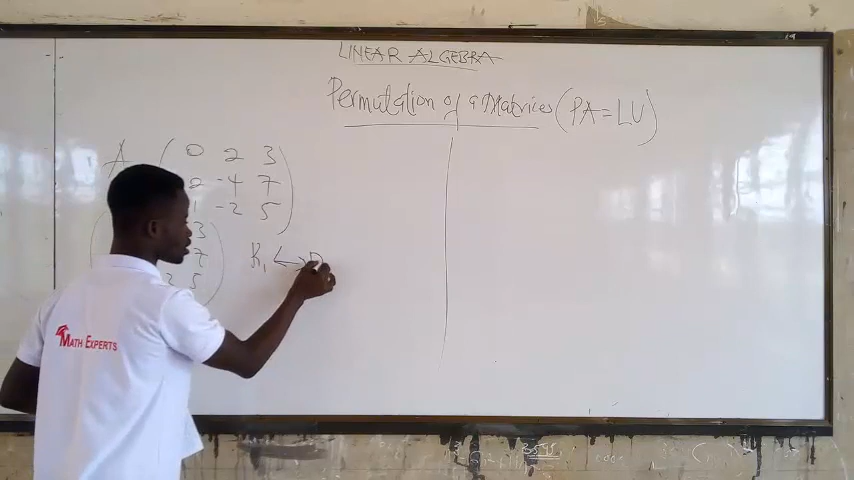 LINEAR ALGEBRA
Permutation of a Matrices (PA = LU)
A ( 0 2 3
2 -4 7
1 -2 5 )
3
7
2 5 )
R₁ ↔
MATH EXPERTS